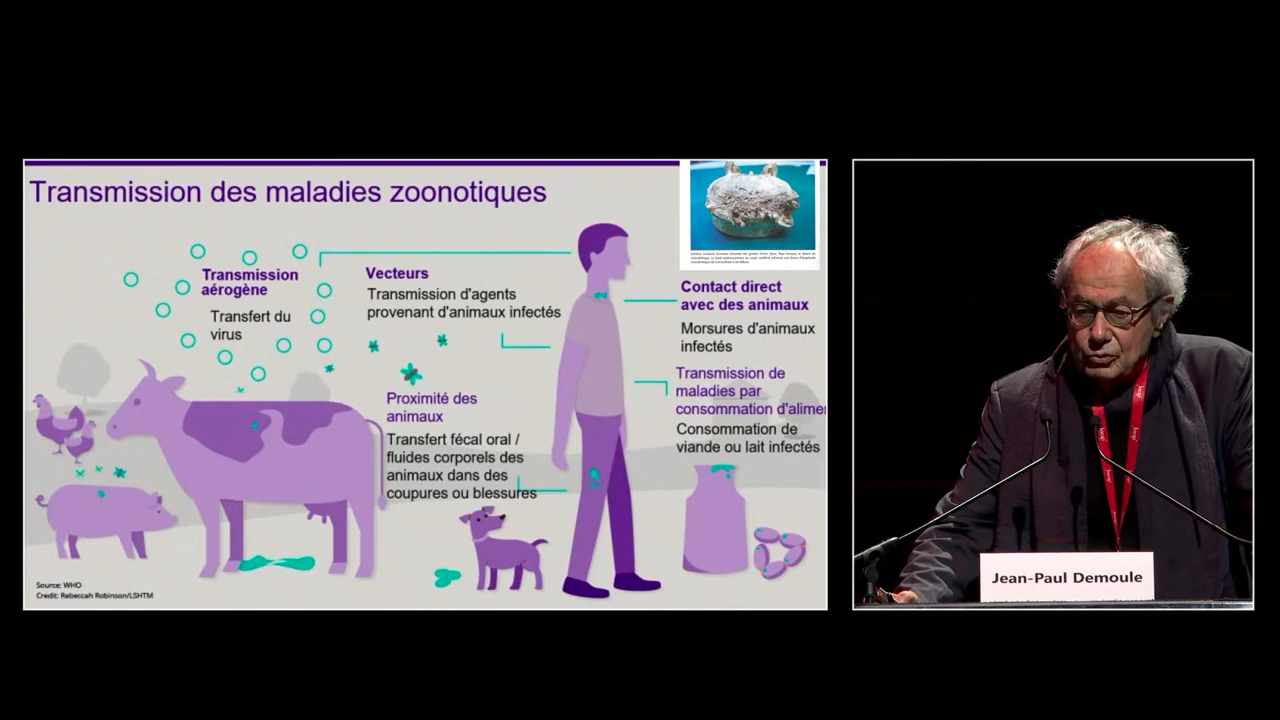 Transmission des maladies zoonotiques
Transmission
aérogène
Transfert du
virus
Vecteurs
Transmission d'agents
provenant d'animaux infectés
Proximité des
animaux
Transfert fécal oral /
fluides corporels des
animaux dans des
coupures ou blessures
Contact direct
avec des animaux
Morsures d'animaux
infectés
Transmission de
maladies par
consommation d'alimen
Consommation de
viande ou lait infectés
Source: WHO
Credit: Rebeccah Robinson/LSHTM
Jean-Paul Demoule